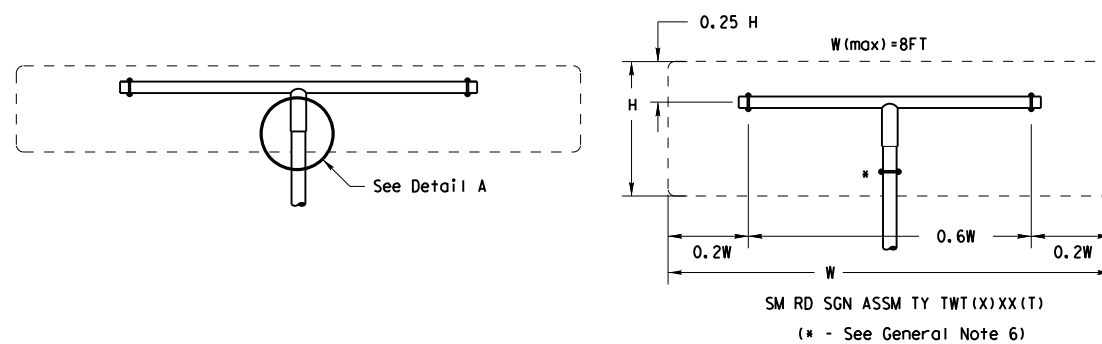 0.25 H
W(max)=8FT
H
See Detail A
*
0.2W
0.6W
0.2W
W
SM RD SGN ASSM TY TWT(X)XX(T)
(* - See General Note 6)